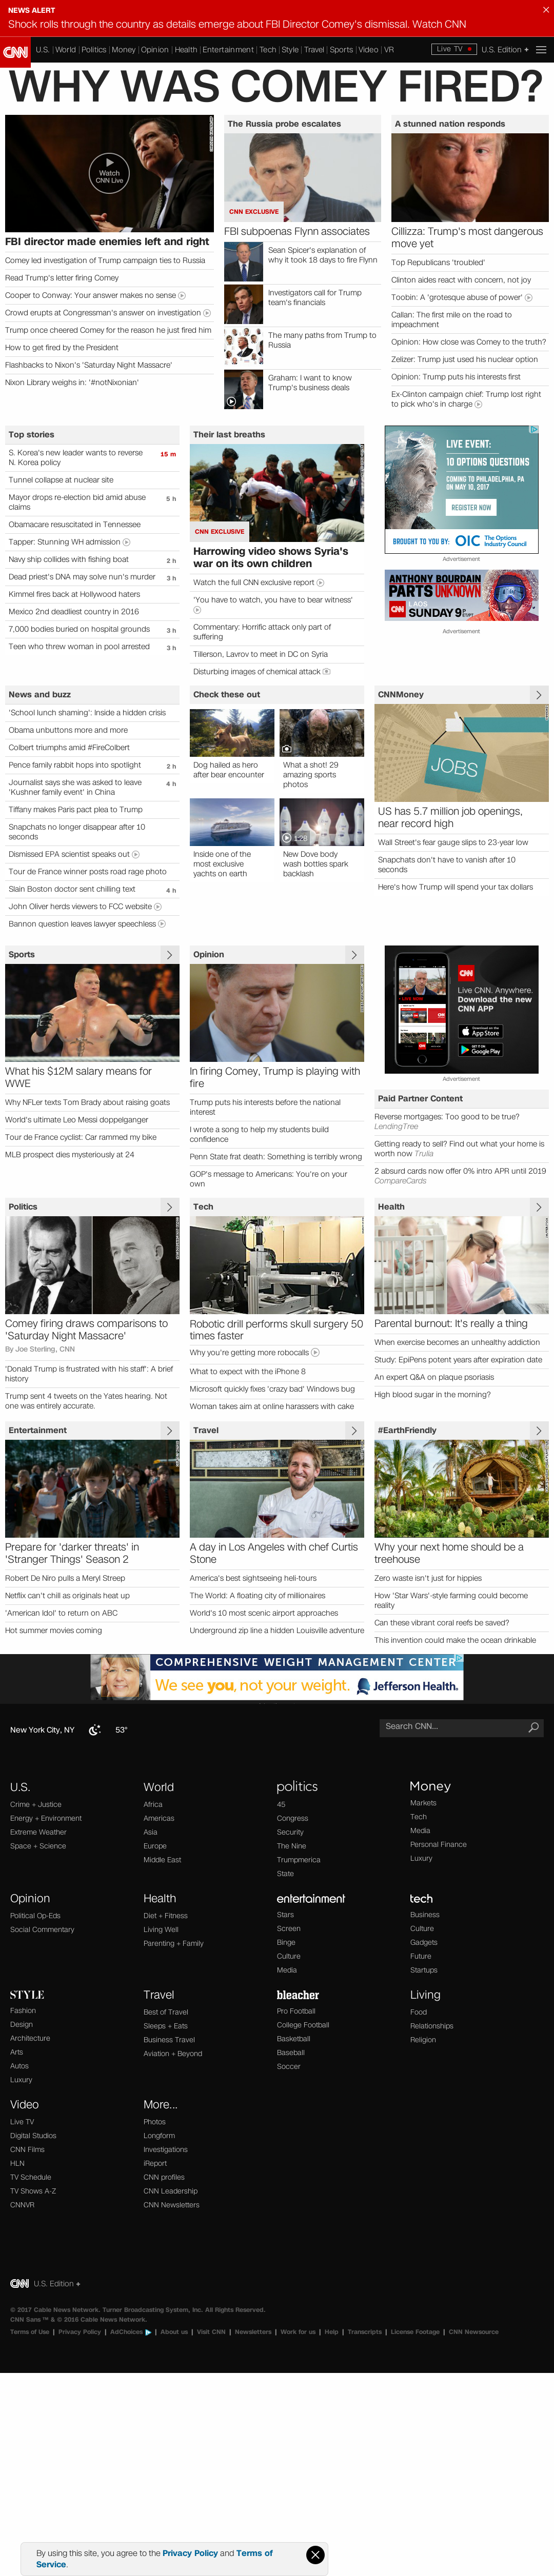 NEWS ALERT
Shock rolls through the country as details emerge about FBI Director Comey's dismissal. Watch CNN
CNN
U.S. | World | Politics | Money | Opinion | Health | Entertainment | Tech | Style | Travel | Sports | Video | VR
Live TV
U.S. Edition +
WHY WAS COMEY FIRED?
Watch
CNN Live
FBI director made enemies left and right
Comey led investigation of Trump campaign ties to Russia
Read Trump's letter firing Comey
Cooper to Conway: Your answer makes no sense
Crowd erupts at Congressman's answer on investigation
Trump once cheered Comey for the reason he just fired him
How to get fired by the President
Flashbacks to Nixon's 'Saturday Night Massacre'
Nixon Library weighs in: '#notNixonian'
The Russia probe escalates
CNN EXCLUSIVE
FBI subpoenas Flynn associates
Sean Spicer's explanation of
why it took 18 days to fire Flynn
Investigators call for Trump
team's financials
The many paths from Trump to
Russia
Graham: I want to know
Trump's business deals
A stunned nation responds
Cillizza: Trump's most dangerous
move yet
Top Republicans 'troubled'
Clinton aides react with concern, not joy
Toobin: A 'grotesque abuse of power'
Callan: The first mile on the road to
impeachment
Opinion: How close was Comey to the truth?
Zelizer: Trump just used his nuclear option
Opinion: Trump puts his interests first
Ex-Clinton campaign chief: Trump lost right
to pick who's in charge
Top stories
S. Korea's new leader wants to reverse
N. Korea policy
15 m
Tunnel collapse at nuclear site
Mayor drops re-election bid amid abuse
claims
5 h
Obamacare resuscitated in Tennessee
Tapper: Stunning WH admission
Navy ship collides with fishing boat
2 h
Dead priest's DNA may solve nun's murder
3 h
Kimmel fires back at Hollywood haters
Mexico 2nd deadliest country in 2016
7,000 bodies buried on hospital grounds
3 h
Teen who threw woman in pool arrested
3 h
Their last breaths
CNN EXCLUSIVE
Harrowing video shows Syria's
war on its own children
Watch the full CNN exclusive report
'You have to watch, you have to bear witness'
Commentary: Horrific attack only part of
suffering
Tillerson, Lavrov to meet in DC on Syria
Disturbing images of chemical attack
LIVE EVENT:
10 OPTIONS QUESTIONS
COMING TO PHILADELPHIA, PA
ON MAY 10, 2017
REGISTER NOW
BROUGHT TO YOU BY: OIC The Options
Industry Council
Advertisement
ANTHONY BOURDAIN
PARTS UNKNOWN
CNN
LAOS
SUNDAY 9PM
Advertisement
News and buzz
'School lunch shaming': Inside a hidden crisis
Obama unbuttons more and more
Colbert triumphs amid #FireColbert
Pence family rabbit hops into spotlight
2 h
Journalist says she was asked to leave
'Kushner family event' in China
4 h
Tiffany makes Paris pact plea to Trump
Snapchats no longer disappear after 10
seconds
Dismissed EPA scientist speaks out
Tour de France winner posts road rage photo
Slain Boston doctor sent chilling text
4 h
John Oliver herds viewers to FCC website
Bannon question leaves lawyer speechless
Check these out
Dog hailed as hero
after bear encounter
What a shot! 29
amazing sports
photos
Inside one of the
most exclusive
yachts on earth
1:28
New Dove body
wash bottles spark
backlash
CNNMoney
JOBS
US has 5.7 million job openings,
near record high
Wall Street's fear gauge slips to 23-year low
Snapchats don't have to vanish after 10
seconds
Here's how Trump will spend your tax dollars
Sports
What his $12M salary means for
WWE
Why NFLer texts Tom Brady about raising goats
World's ultimate Leo Messi doppelganger
Tour de France cyclist: Car rammed my bike
MLB prospect dies mysteriously at 24
Opinion
In firing Comey, Trump is playing with
fire
Trump puts his interests before the national
interest
I wrote a song to help my students build
confidence
Penn State frat death: Something is terribly wrong
GOP's message to Americans: You're on your
own
CNN
Live CNN. Anywhere.
Download the new
CNN APP
Download on the
App Store
GET IT ON
Google Play
Advertisement
Paid Partner Content
Reverse mortgages: Too good to be true?
LendingTree
Getting ready to sell? Find out what your home is
worth now Trulia
2 absurd cards now offer 0% intro APR until 2019
CompareCards
Politics
Comey firing draws comparisons to
'Saturday Night Massacre'
By Joe Sterling, CNN
'Donald Trump is frustrated with his staff': A brief
history
Trump sent 4 tweets on the Yates hearing. Not
one was entirely accurate.
Tech
Robotic drill performs skull surgery 50
times faster
Why you're getting more robocalls
What to expect with the iPhone 8
Microsoft quickly fixes 'crazy bad' Windows bug
Woman takes aim at online harassers with cake
Health
Parental burnout: It's really a thing
When exercise becomes an unhealthy addiction
Study: EpiPens potent years after expiration date
An expert Q&A on plaque psoriasis
High blood sugar in the morning?
Entertainment
Prepare for 'darker threats' in
'Stranger Things' Season 2
Robert De Niro pulls a Meryl Streep
Netflix can't chill as originals heat up
'American Idol' to return on ABC
Hot summer movies coming
Travel
A day in Los Angeles with chef Curtis
Stone
America's best sightseeing heli-tours
The World: A floating city of millionaires
World's 10 most scenic airport approaches
Underground zip line a hidden Louisville adventure
#EarthFriendly
Why your next home should be a
treehouse
Zero waste isn't just for hippies
How 'Star Wars'-style farming could become
reality
Can these vibrant coral reefs be saved?
This invention could make the ocean drinkable
COMPREHENSIVE WEIGHT MANAGEMENT CENTER
We see you, not your weight.
Jefferson Health.
New York City, NY
53°
Search CNN...
U.S.
Crime + Justice
Energy + Environment
Extreme Weather
Space + Science
World
Africa
Americas
Asia
Europe
Middle East
politics
45
Congress
Security
The Nine
Trumpmerica
State
Money
Markets
Tech
Media
Personal Finance
Luxury
Opinion
Political Op-Eds
Social Commentary
Health
Diet + Fitness
Living Well
Parenting + Family
entertainment
Stars
Screen
Binge
Culture
Media
tech
Business
Culture
Gadgets
Future
Startups
STYLE
Fashion
Design
Architecture
Arts
Autos
Luxury
Travel
Best of Travel
Sleeps + Eats
Business Travel
Aviation + Beyond
bleacher
Pro Football
College Football
Basketball
Baseball
Soccer
Living
Food
Relationships
Religion
Video
Live TV
Digital Studios
CNN Films
HLN
TV Schedule
TV Shows A-Z
CNNVR
More...
Photos
Longform
Investigations
iReport
CNN profiles
CNN Leadership
CNN Newsletters
CNN U.S. Edition +
© 2017 Cable News Network. Turner Broadcasting System, Inc. All Rights Reserved.
CNN Sans ™ & © 2016 Cable News Network.
Terms of Use | Privacy Policy | AdChoices | About us | Visit CNN | Newsletters | Work for us | Help | Transcripts | License Footage | CNN Newsource
By using this site, you agree to the Privacy Policy and Terms of
Service.